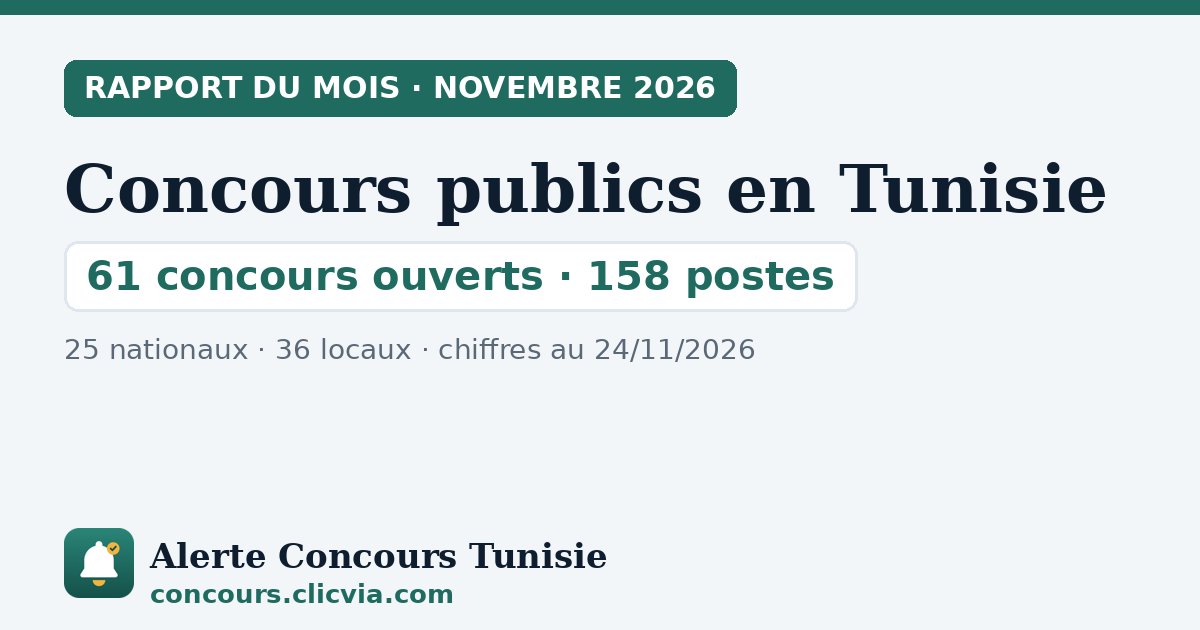 RAPPORT DU MOIS · NOVEMBRE 2026
Concours publics en Tunisie
61 concours ouverts · 158 postes
25 nationaux · 36 locaux · chiffres au 24/11/2026
Alerte Concours Tunisie
concours.clicvia.com